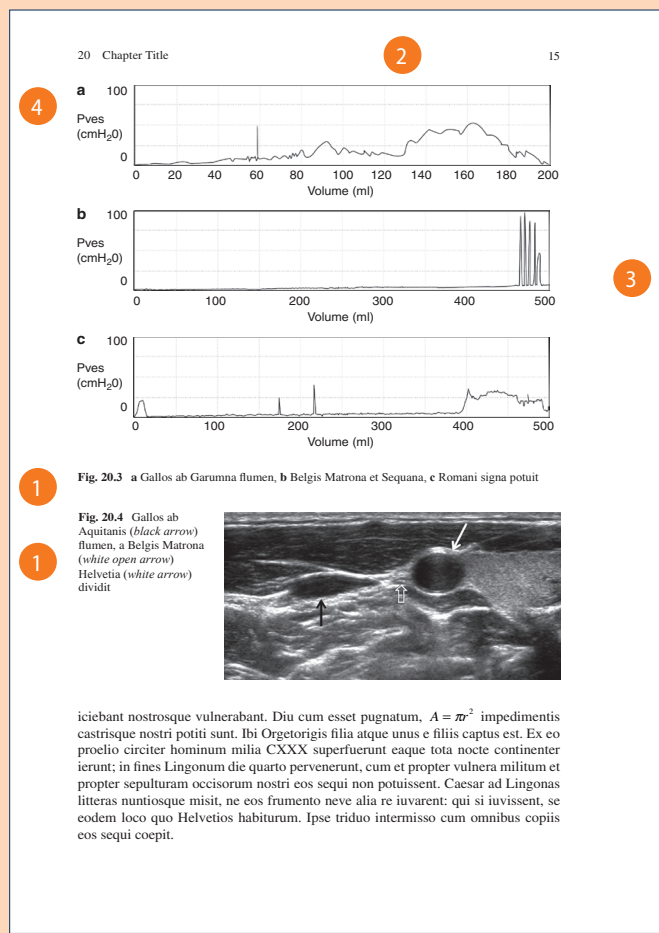 20 Chapter Title 15
2
4
a
100
Pves
(cmH₂0)
0
0 20 40 60 80 100 120 140 160 180 200
Volume (ml)
b
100
Pves
(cmH₂0)
0
0 100 200 300 400 500
Volume (ml)
3
c
100
Pves
(cmH₂0)
0
0 100 200 300 400 500
Volume (ml)
1
Fig. 20.3 a Gallos ab Garumna flumen, b Belgis Matrona et Sequana, c Romani signa potuit
1
Fig. 20.4 Gallos ab
Aquitanis (black arrow)
flumen, a Belgis Matrona
(white open arrow)
Helvetia (white arrow)
dividit
iciebant nostrosque vulnerabant. Diu cum esset pugnatum, A = πr² impedimentis
castrisque nostri potiti sunt. Ibi Orgetorigis filia atque unus e filiis captus est. Ex eo
proelio circiter hominum milia CXXX superfuerunt eaque tota nocte continenter
ierunt; in fines Lingonum die quarto pervenerunt, cum et propter vulnera militum et
propter sepulturam occisorum nostri eos sequi non potuissent. Caesar ad Lingonas
litteras nuntiosque misit, ne eos frumento neve alia re iuvarent: qui si iuvissent, se
eodem loco quo Helvetios habiturum. Ipse triduo intermisso cum omnibus copiis
eos sequi coepit.